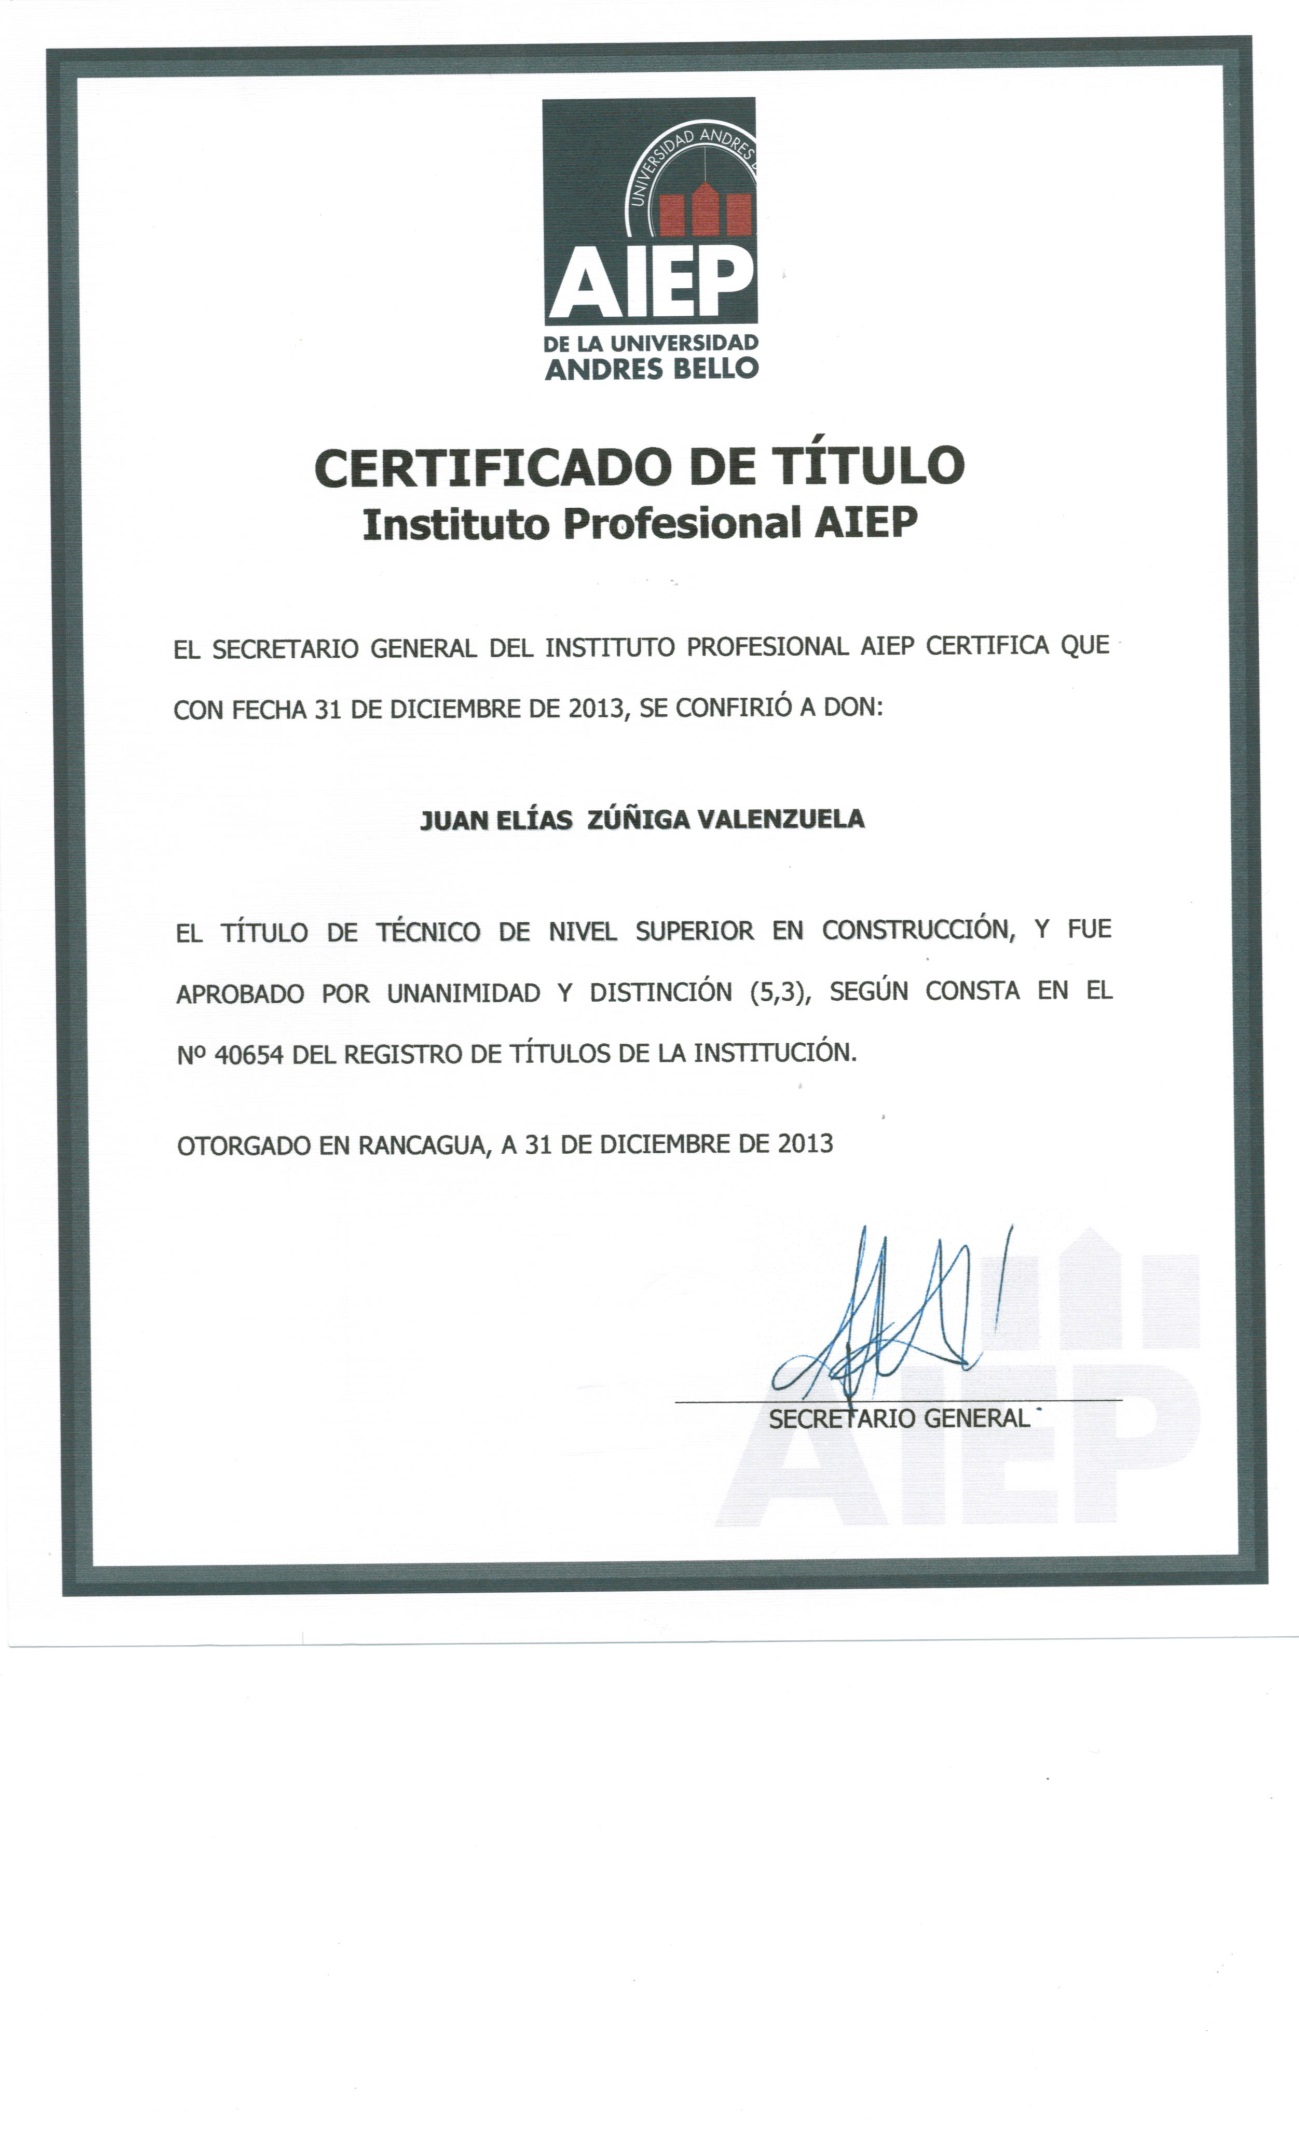 UNIVERSIDAD ANDRES B
AIEP
DE LA UNIVERSIDAD
ANDRES BELLO
CERTIFICADO DE TÍTULO
Instituto Profesional AIEP
EL SECRETARIO GENERAL DEL INSTITUTO PROFESIONAL AIEP CERTIFICA QUE
CON FECHA 31 DE DICIEMBRE DE 2013, SE CONFIRIÓ A DON:
JUAN ELÍAS ZÚÑIGA VALENZUELA
EL TÍTULO DE TÉCNICO DE NIVEL SUPERIOR EN CONSTRUCCIÓN, Y FUE
APROBADO POR UNANIMIDAD Y DISTINCIÓN (5,3), SEGÚN CONSTA EN EL
Nº 40654 DEL REGISTRO DE TÍTULOS DE LA INSTITUCIÓN.
OTORGADO EN RANCAGUA, A 31 DE DICIEMBRE DE 2013
SECRETARIO GENERAL
AIEP